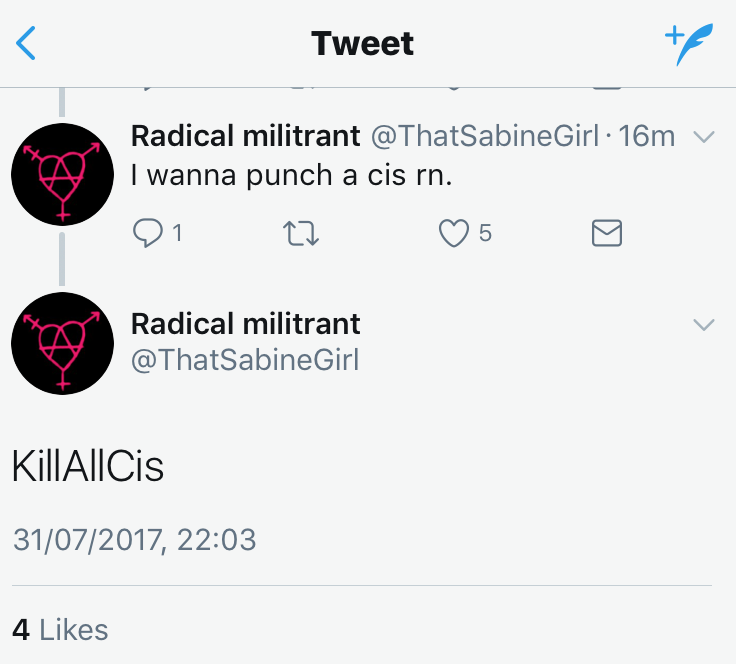 Tweet
Radical militrant @ThatSabineGirl · 16m
I wanna punch a cis rn.
1 5
Radical militrant
@ThatSabineGirl
KillAllCis
31/07/2017, 22:03
4 Likes